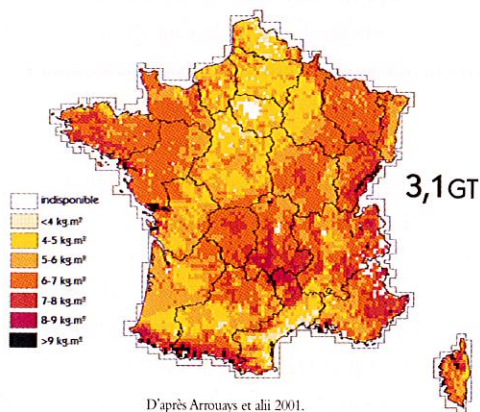 3,1GT
indisponible
<4 kg.m²
4-5 kg.m²
5-6 kg.m²
6-7 kg.m²
7-8 kg.m²
8-9 kg.m²
>9 kg.m²
D'après Arrouays et alii 2001.